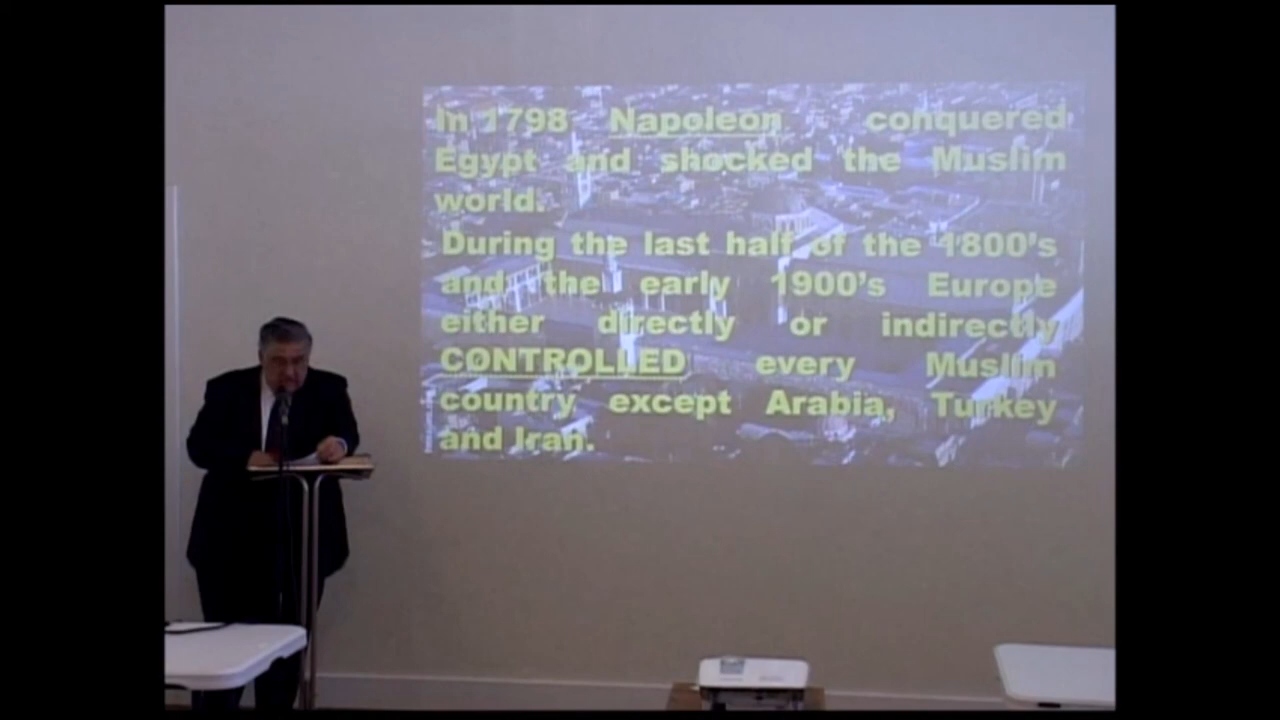 In 1798 Napoleon conquered
Egypt and shocked the Muslim
world.
During the last half of the 1800's
and the early 1900's Europe
either directly or indirectly
CONTROLLED every Muslim
country except Arabia, Turkey
and Iran.